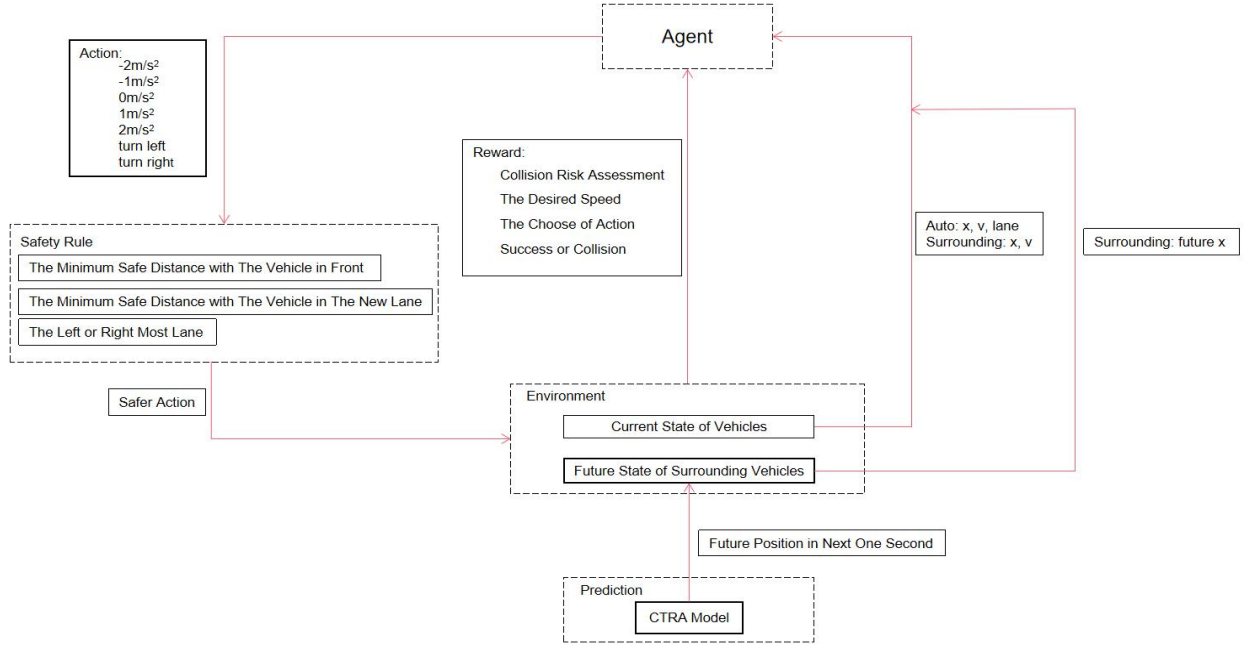 Agent
Action:
-2m/s²
-1m/s²
0m/s²
1m/s²
2m/s²
turn left
turn right
Reward:
Collision Risk Assessment
The Desired Speed
The Choose of Action
Success or Collision
Auto: x, v, lane
Surrounding: x, v
Surrounding: future x
Safety Rule
The Minimum Safe Distance with The Vehicle in Front
The Minimum Safe Distance with The Vehicle in The New Lane
The Left or Right Most Lane
Safer Action
Environment
Current State of Vehicles
Future State of Surrounding Vehicles
Future Position in Next One Second
Prediction
CTRA Model